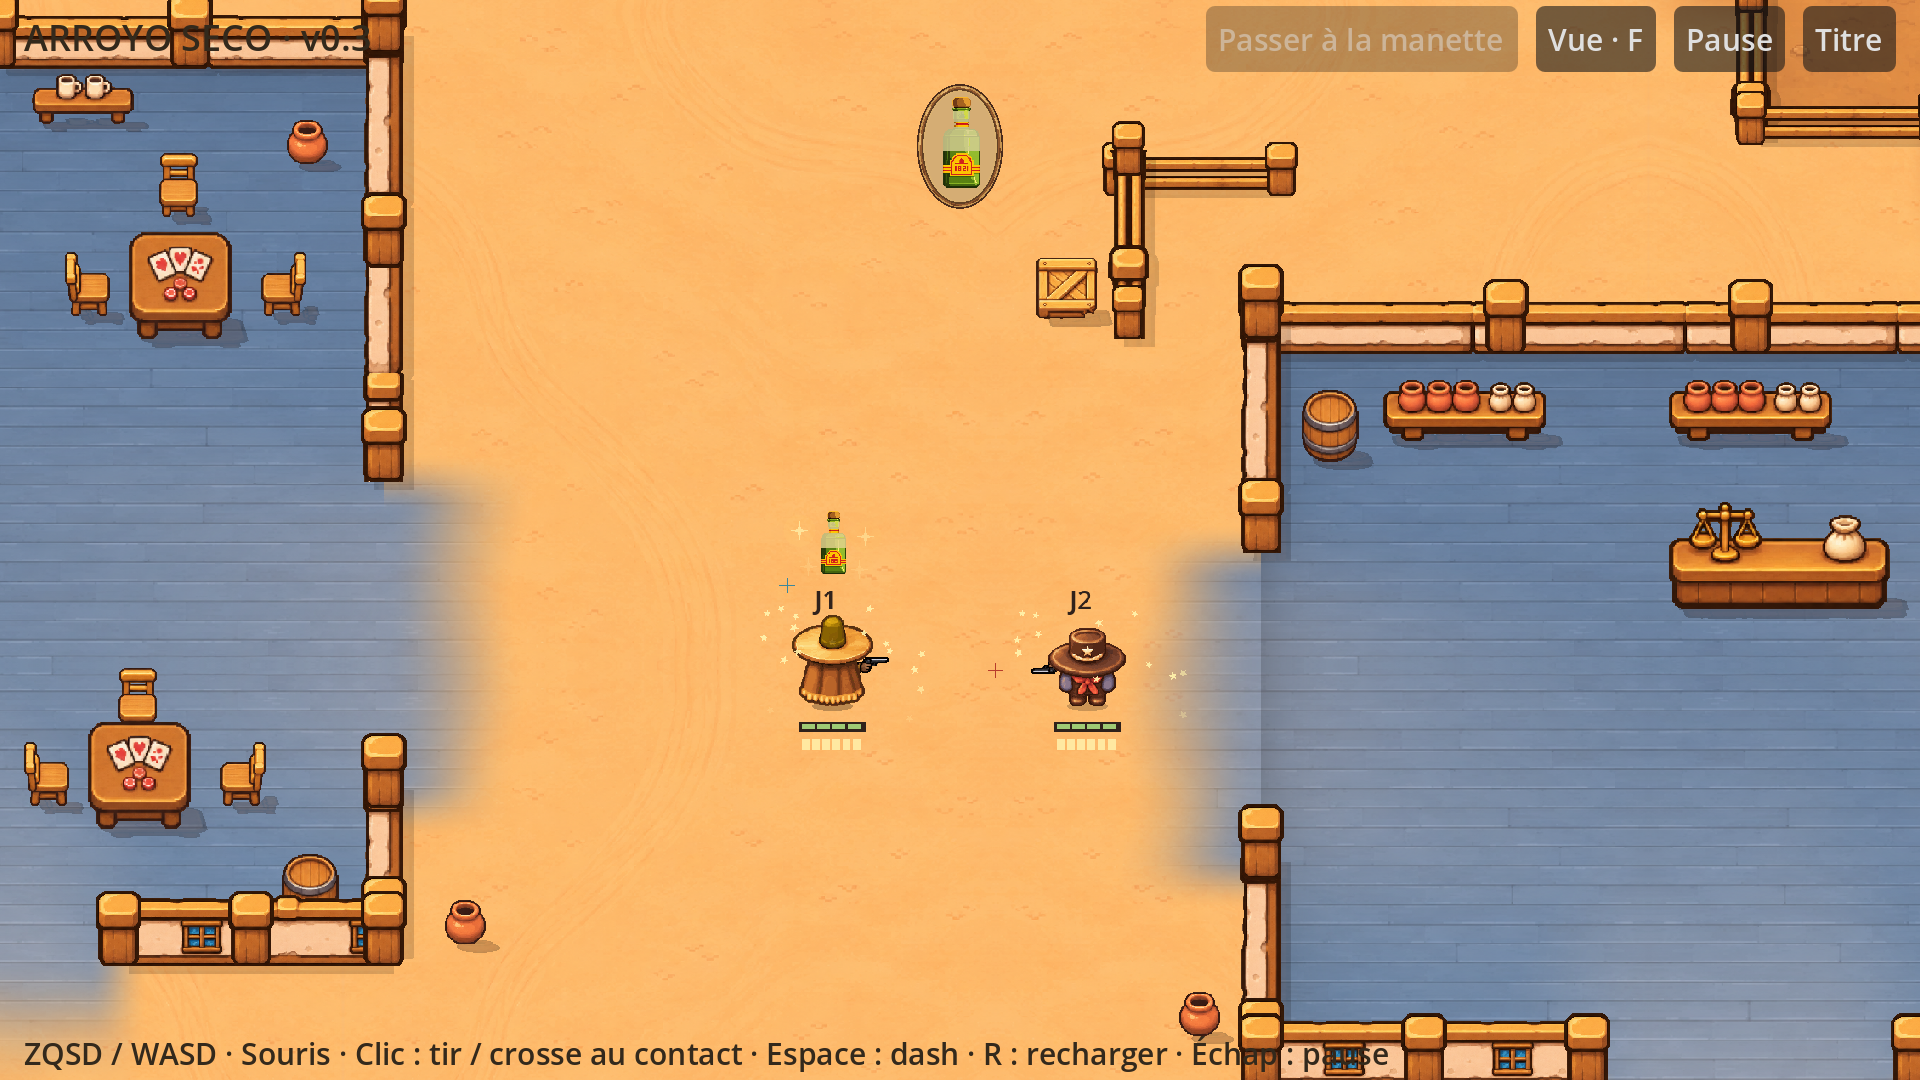 ARROYO SECO · v0.3
Passer à la manette
Vue · F
Pause
Titre
1821
J1
J2
ZQSD / WASD · Souris · Clic : tir / crosse au contact · Espace : dash · R : recharger · Échap : pause